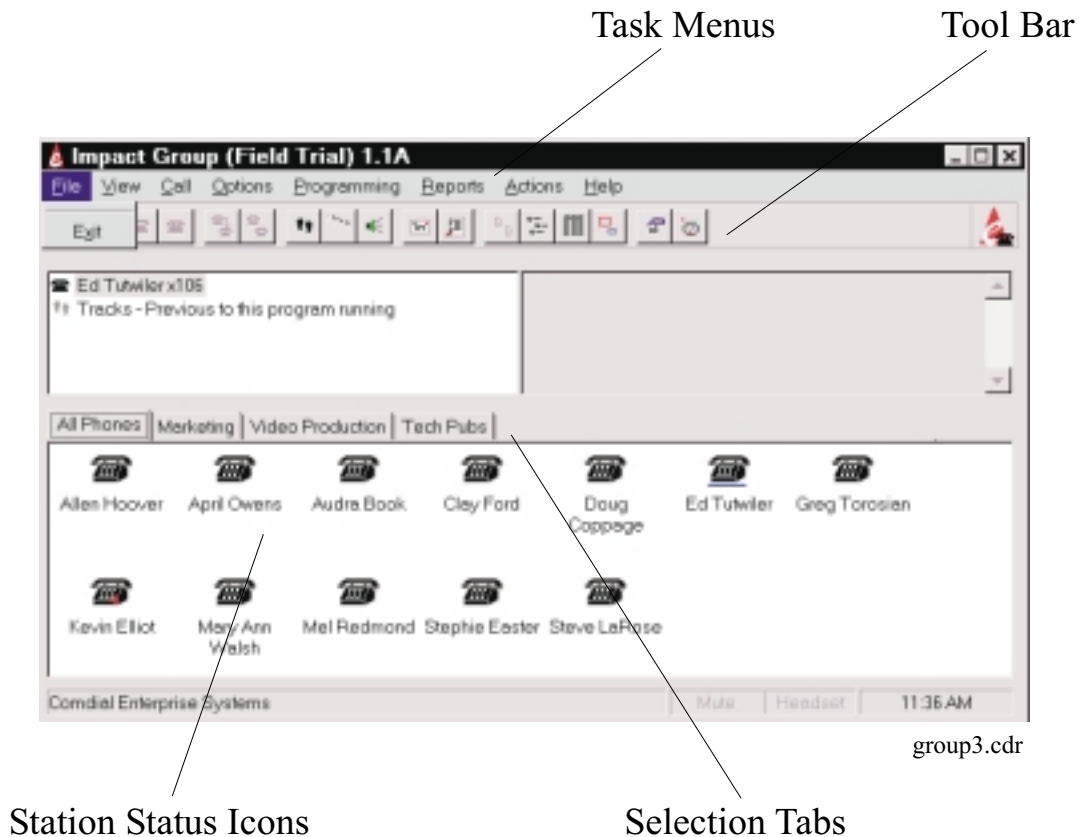 Task Menus Tool Bar
Impact Group (Field Trial) 1.1A
File View Call Options Programming Reports Actions Help
Exit
Ed Tutwiler x106
Tracks - Previous to this program running
All Phones Marketing Video Production Tech Pubs
Allen Hoover April Owens Audra Book Clay Ford Doug Coppage Ed Tutwiler Greg Torosian
Kevin Elliot Mary Ann Walsh Mel Redmond Stephie Easter Steve LaRose
Comdial Enterprise Systems Mute Headset 11:36 AM
group3.cdr
Station Status Icons Selection Tabs